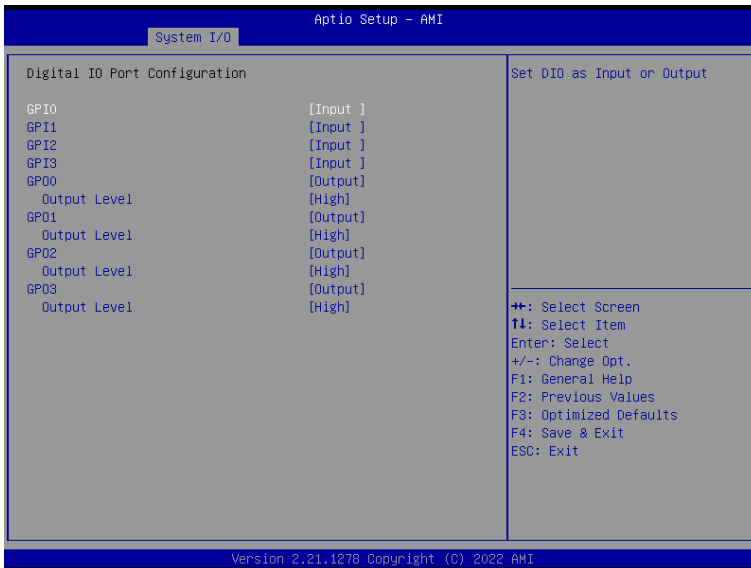 Aptio Setup – AMI
System I/O
Digital IO Port Configuration
GPI0 [Input ]
GPI1 [Input ]
GPI2 [Input ]
GPI3 [Input ]
GPO0 [Output]
Output Level [High]
GPO1 [Output]
Output Level [High]
GPO2 [Output]
Output Level [High]
GPO3 [Output]
Output Level [High]
Set DIO as Input or Output
→←: Select Screen
↑↓: Select Item
Enter: Select
+/-: Change Opt.
F1: General Help
F2: Previous Values
F3: Optimized Defaults
F4: Save & Exit
ESC: Exit
Version 2.21.1278 Copyright (C) 2022 AMI